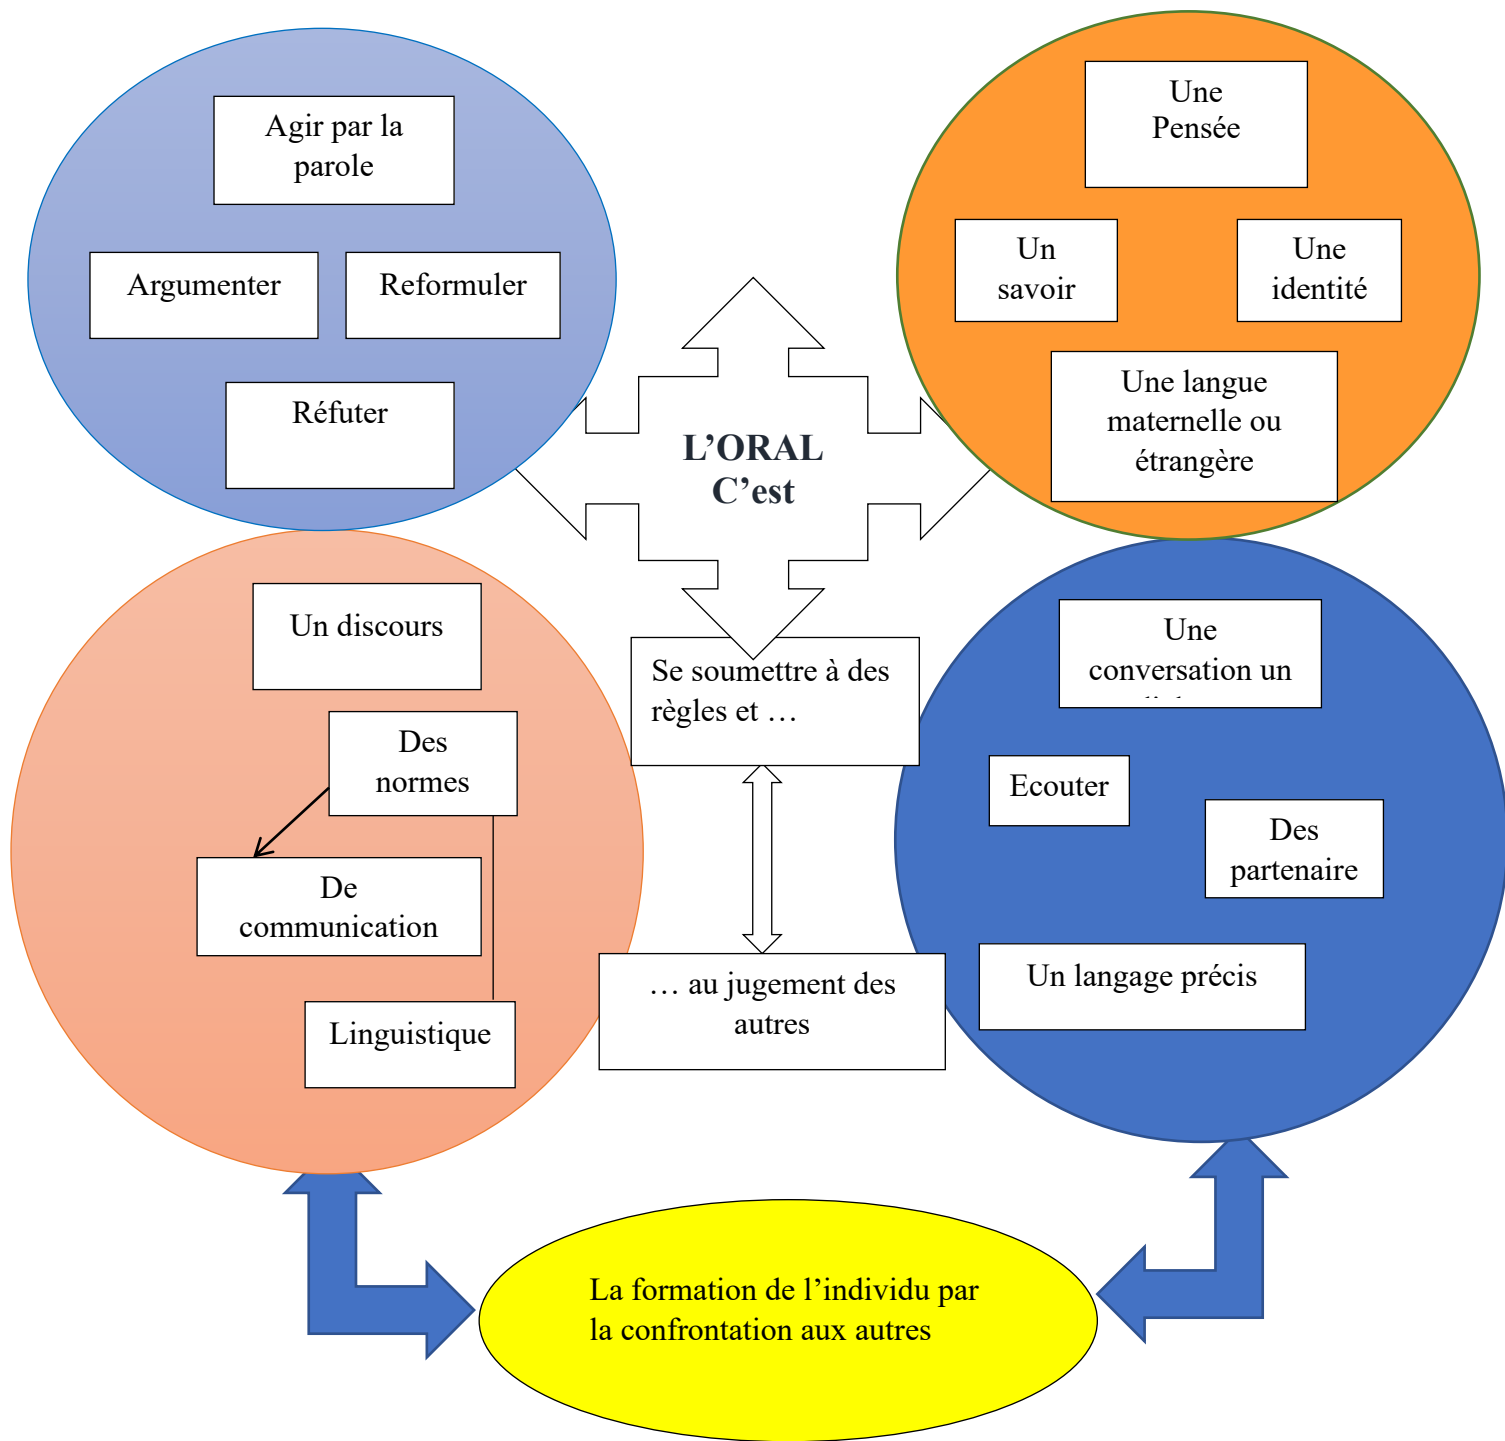 Agir par la
parole
Argumenter
Reformuler
Réfuter
Une
Pensée
Un
savoir
Une
identité
Une langue
maternelle ou
étrangère
L’ORAL
C’est
Un discours
Des
normes
De
communication
Linguistique
Se soumettre à des
règles et …
… au jugement des
autres
Une
conversation un
Ecouter
Des
partenaire
Un langage précis
La formation de l’individu par
la confrontation aux autres